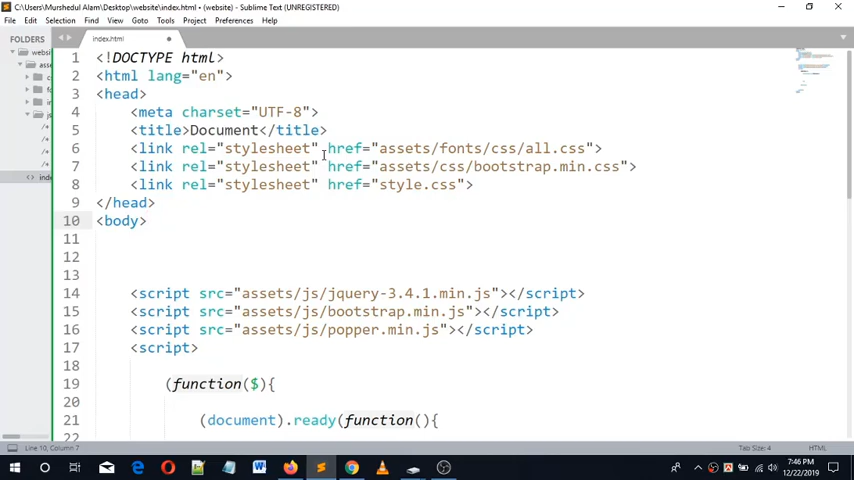 C:\Users\Murshedul Alam\Desktop\website\index.html • (website) - Sublime Text (UNREGISTERED)
File Edit Selection Find View Goto Tools Project Preferences Help
FOLDERS
index.html
1 <!DOCTYPE html>
2 <html lang="en">
3 <head>
4 <meta charset="UTF-8">
5 <title>Document</title>
6 <link rel="stylesheet" href="assets/fonts/css/all.css">
7 <link rel="stylesheet" href="assets/css/bootstrap.min.css">
8 <link rel="stylesheet" href="style.css">
9 </head>
10 <body>
11
12
13
14 <script src="assets/js/jquery-3.4.1.min.js"></script>
15 <script src="assets/js/bootstrap.min.js"></script>
16 <script src="assets/js/popper.min.js"></script>
17 <script>
18
19 (function($){
20
21 (document).ready(function(){
22
Line 10, Column 7 Tab Size: 4 HTML
7:46 PM
12/22/2019